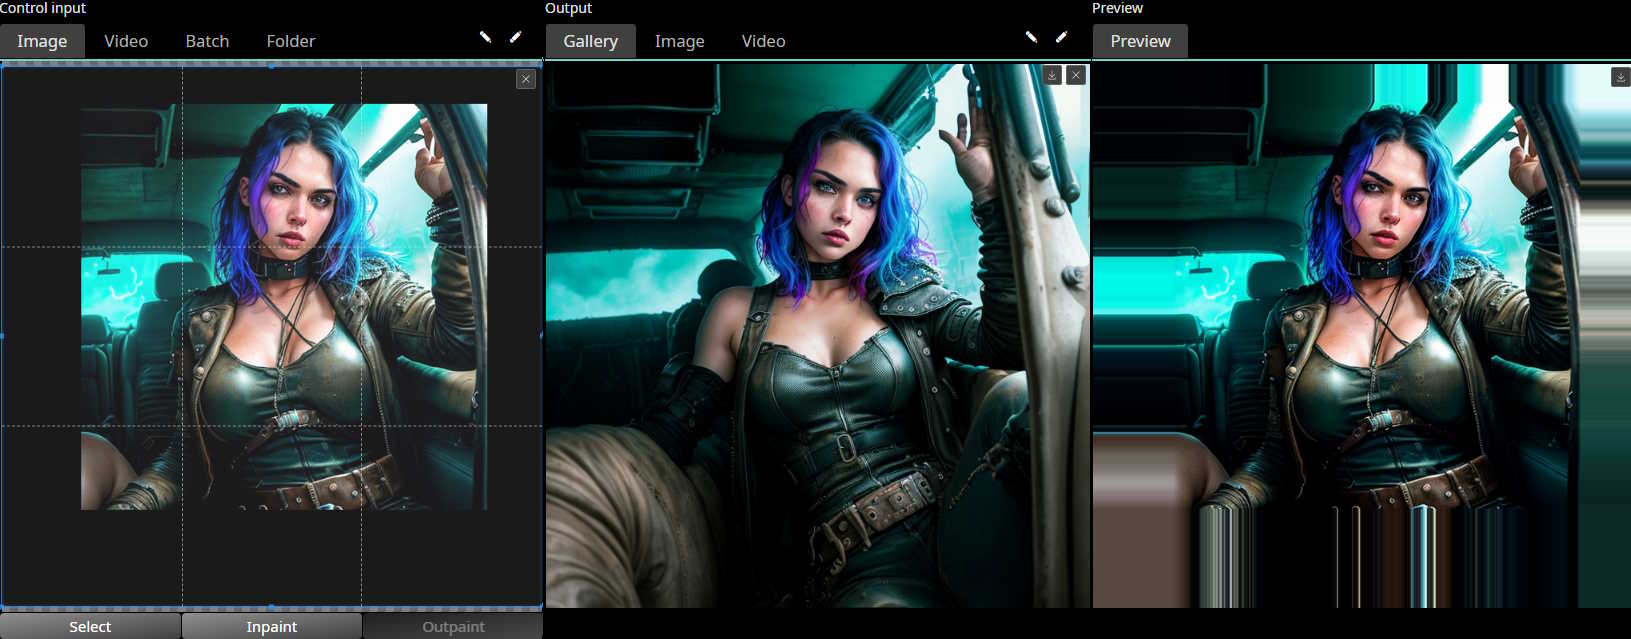 Control input
Image Video Batch Folder
Select Inpaint Outpaint
Output
Gallery Image Video
Preview
Preview